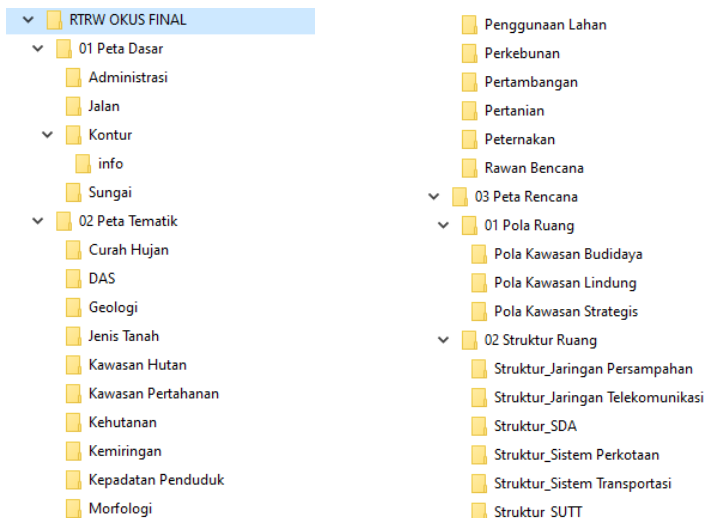 RTRW OKUS FINAL
01 Peta Dasar
Administrasi
Jalan
Kontur
info
Sungai
02 Peta Tematik
Curah Hujan
DAS
Geologi
Jenis Tanah
Kawasan Hutan
Kawasan Pertahanan
Kehutanan
Kemiringan
Kepadatan Penduduk
Morfologi
Penggunaan Lahan
Perkebunan
Pertambangan
Pertanian
Peternakan
Rawan Bencana
03 Peta Rencana
01 Pola Ruang
Pola Kawasan Budidaya
Pola Kawasan Lindung
Pola Kawasan Strategis
02 Struktur Ruang
Struktur_Jaringan Persampahan
Struktur_Jaringan Telekomunikasi
Struktur_SDA
Struktur_Sistem Perkotaan
Struktur_Sistem Transportasi
Struktur_SUTT